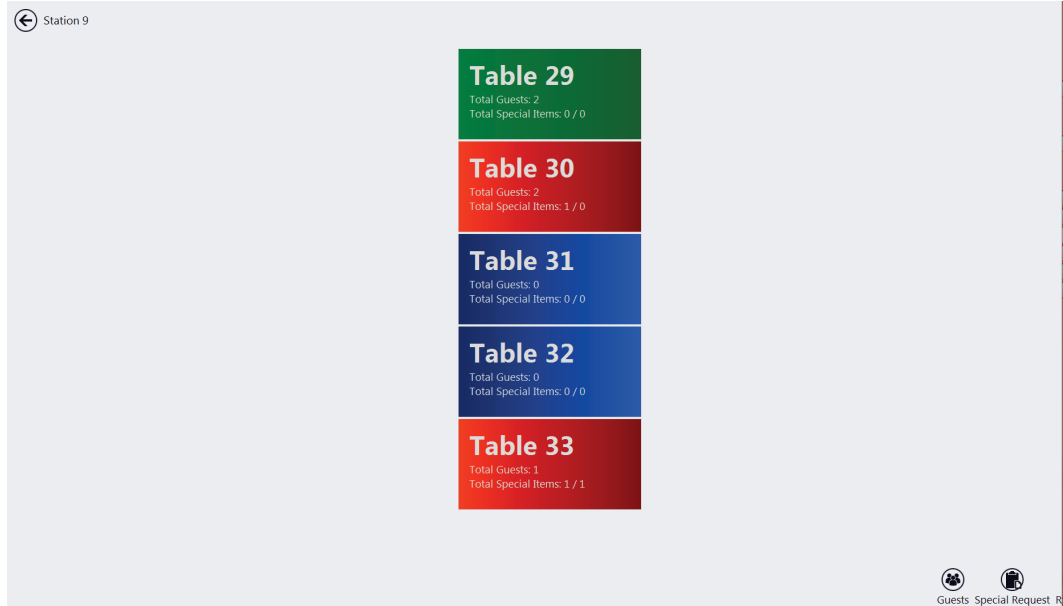 Station 9
Table 29
Total Guests: 2
Total Special Items: 0 / 0
Table 30
Total Guests: 2
Total Special Items: 1 / 0
Table 31
Total Guests: 0
Total Special Items: 0 / 0
Table 32
Total Guests: 0
Total Special Items: 0 / 0
Table 33
Total Guests: 1
Total Special Items: 1 / 1
Guests Special Request R